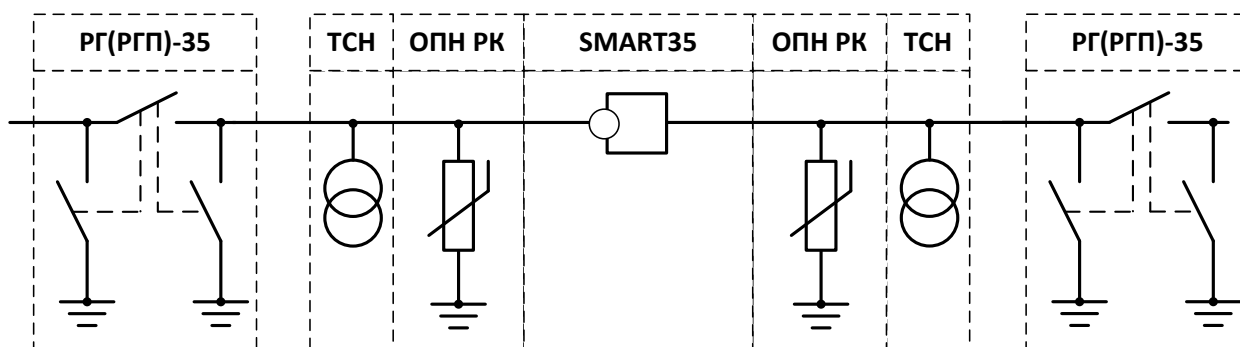 РГ(РГП)-35
ТСН
ОПН РК
SMART35
ОПН РК
ТСН
РГ(РГП)-35